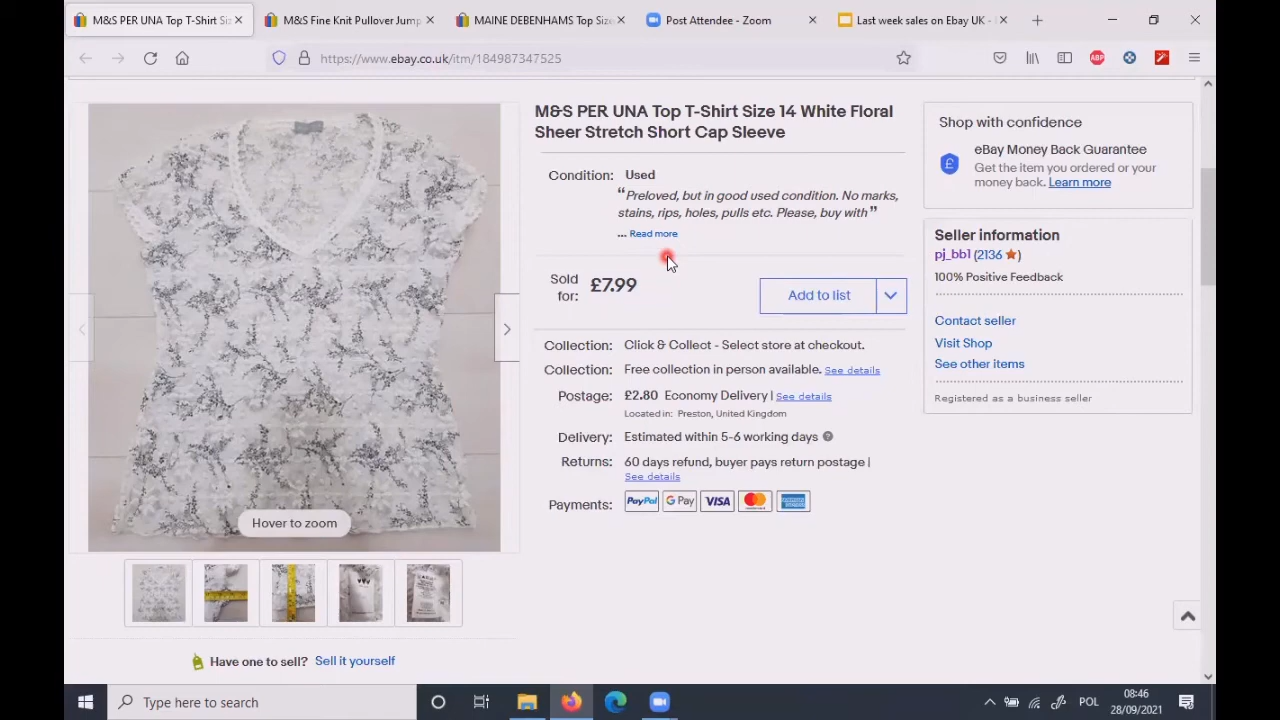 M&S PER UNA Top T-Shirt Siz
M&S Fine Knit Pullover Jump
MAINE DEBENHAMS Top Size
Post Attendee - Zoom
Last week sales on Ebay UK -
https://www.ebay.co.uk/itm/184987347525
ABP
M&S PER UNA Top T-Shirt Size 14 White Floral
Sheer Stretch Short Cap Sleeve
Condition: Used
“Preloved, but in good used condition. No marks,
stains, rips, holes, pulls etc. Please, buy with”
... Read more
Sold
for: £7.99
Add to list
Collection: Click & Collect - Select store at checkout.
Collection: Free collection in person available. See details
Postage: £2.80 Economy Delivery | See details
Located in: Preston, United Kingdom
Delivery: Estimated within 5-6 working days
Returns: 60 days refund, buyer pays return postage |
See details
Payments: PayPal G Pay VISA
Shop with confidence
eBay Money Back Guarantee
Get the item you ordered or your
money back. Learn more
Seller information
pj_bb1 (2136 )
100% Positive Feedback
Contact seller
Visit Shop
See other items
Registered as a business seller
Hover to zoom
Have one to sell? Sell it yourself
Type here to search
POL
08:46
28/09/2021